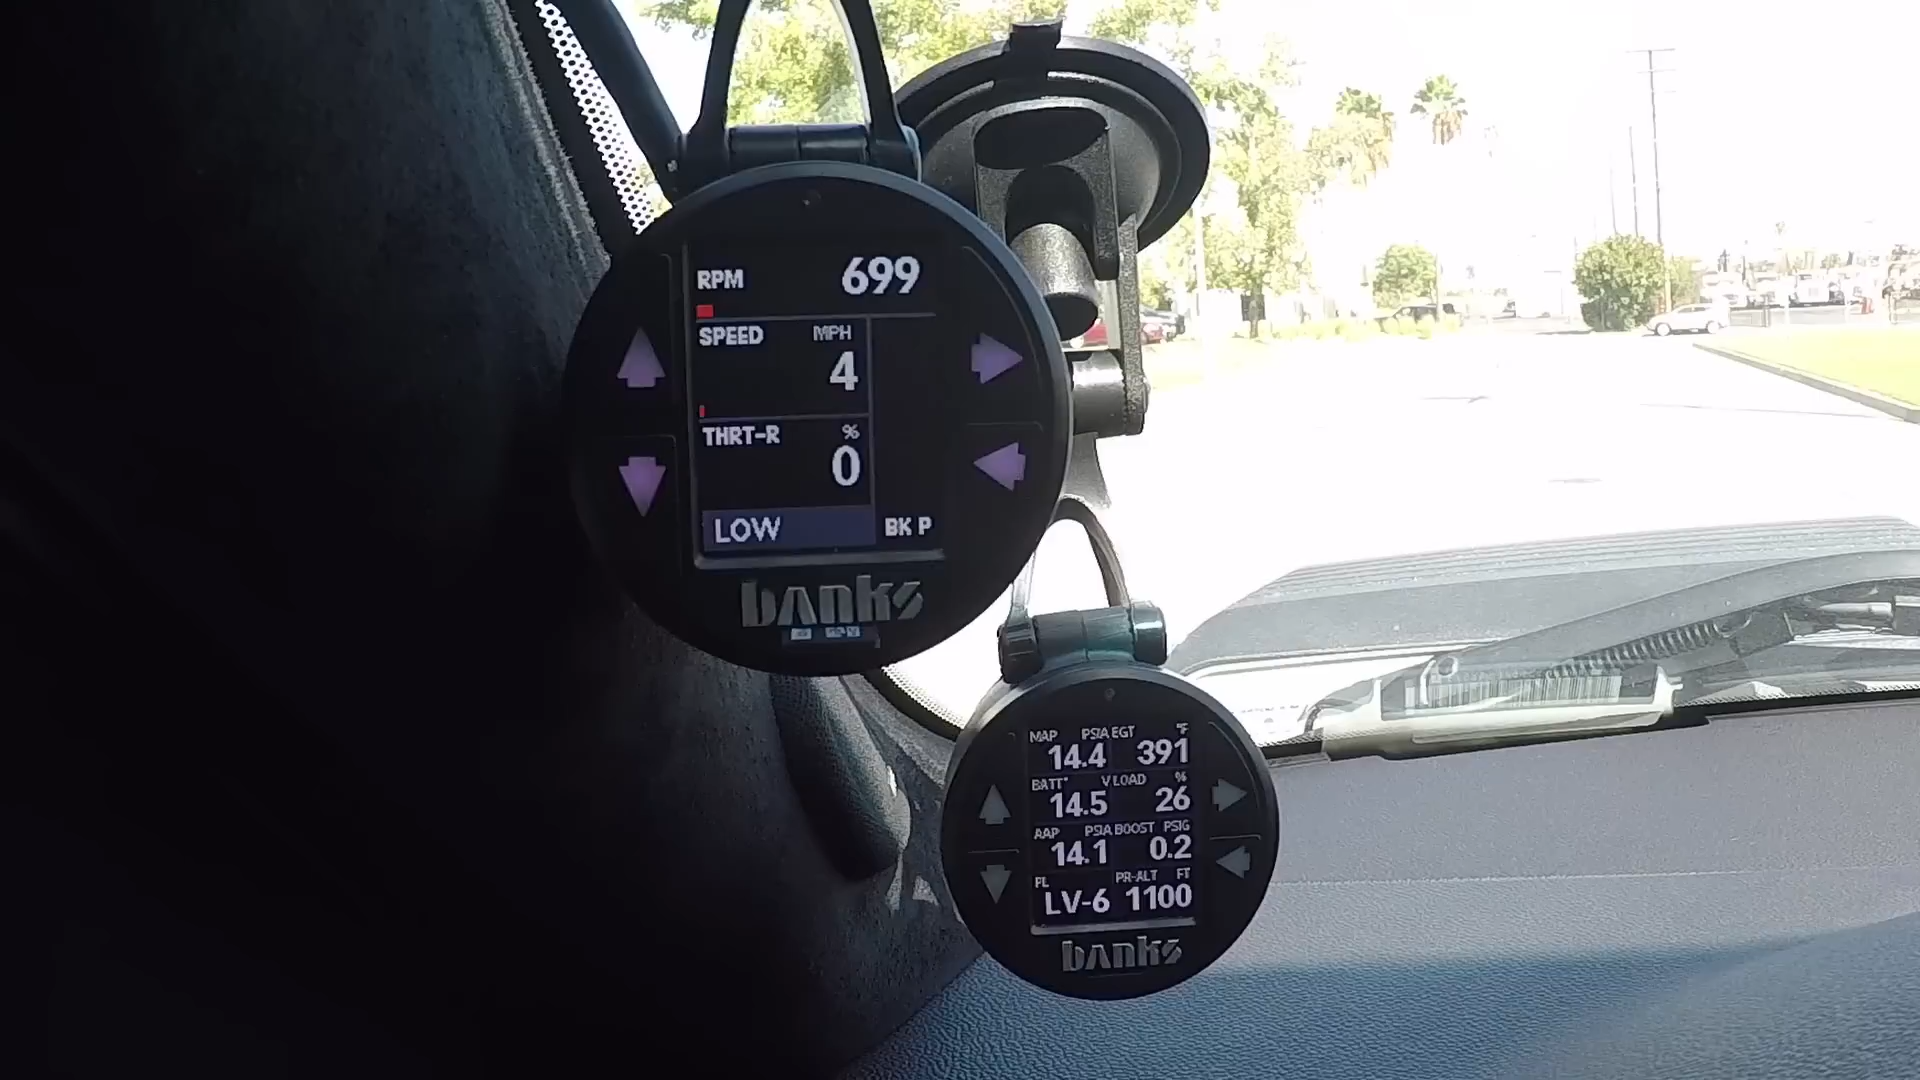 RPM 699
SPEED MPH
4
THRT-R %
0
LOW BK P
banks
MAP PSIA EGT °F
14.4 391
BATT* V LOAD %
14.5 26
AAP PSIA BOOST PSIG
14.1 0.2
PL PR-ALT FT
LV-6 1100
banks